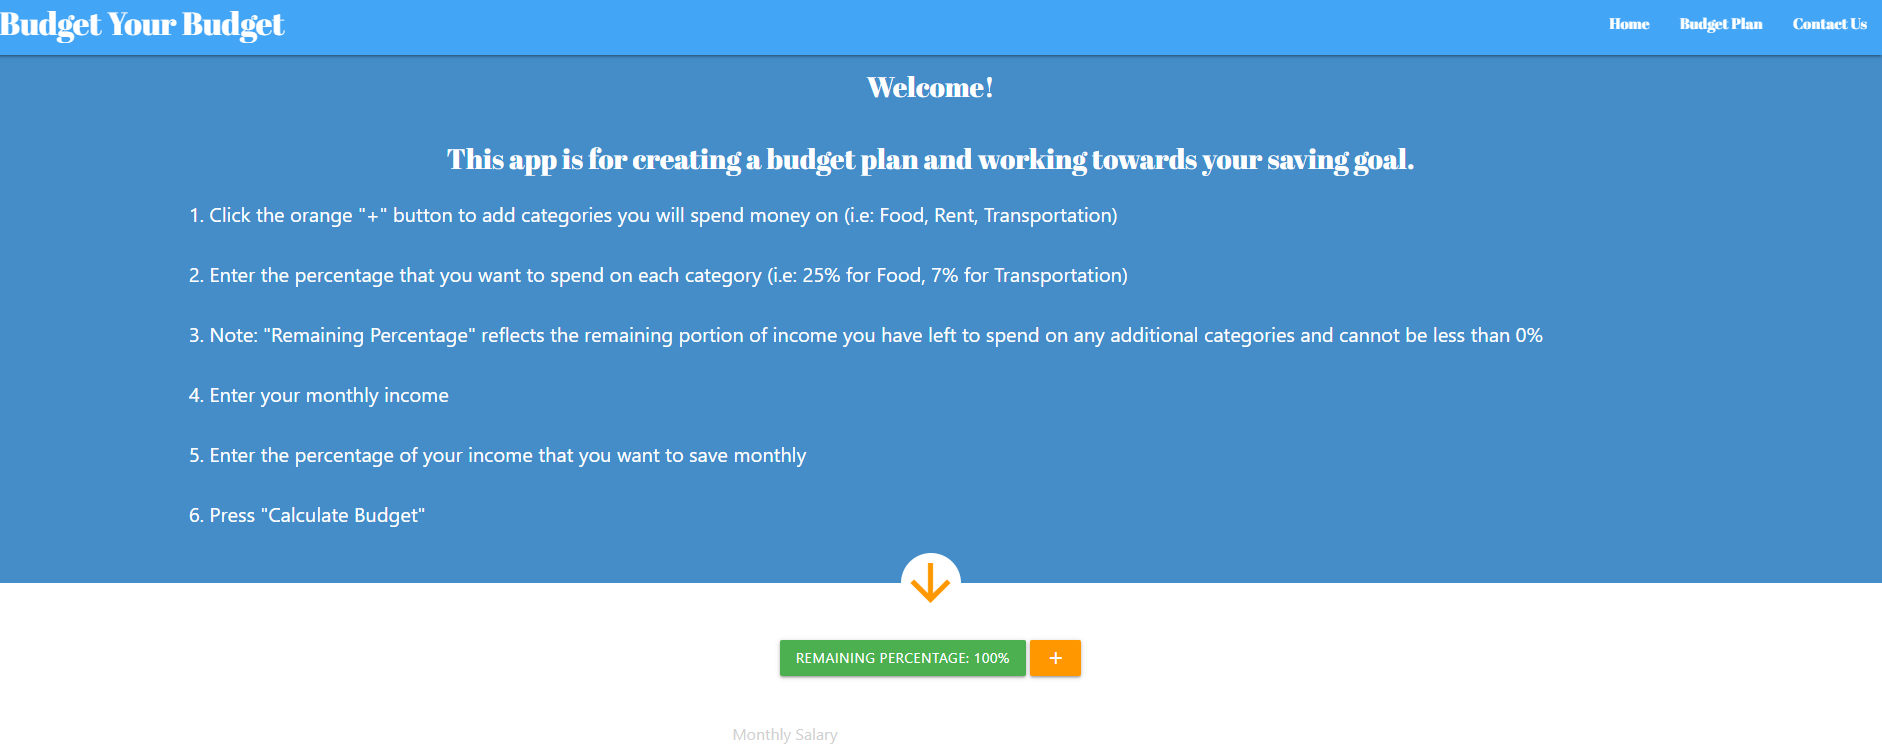 Budget Your Budget
Home
Budget Plan
Contact Us
Welcome!
This app is for creating a budget plan and working towards your saving goal.
1. Click the orange "+" button to add categories you will spend money on (i.e: Food, Rent, Transportation)
2. Enter the percentage that you want to spend on each category (i.e: 25% for Food, 7% for Transportation)
3. Note: "Remaining Percentage" reflects the remaining portion of income you have left to spend on any additional categories and cannot be less than 0%
4. Enter your monthly income
5. Enter the percentage of your income that you want to save monthly
6. Press "Calculate Budget"
REMAINING PERCENTAGE: 100%
+
Monthly Salary